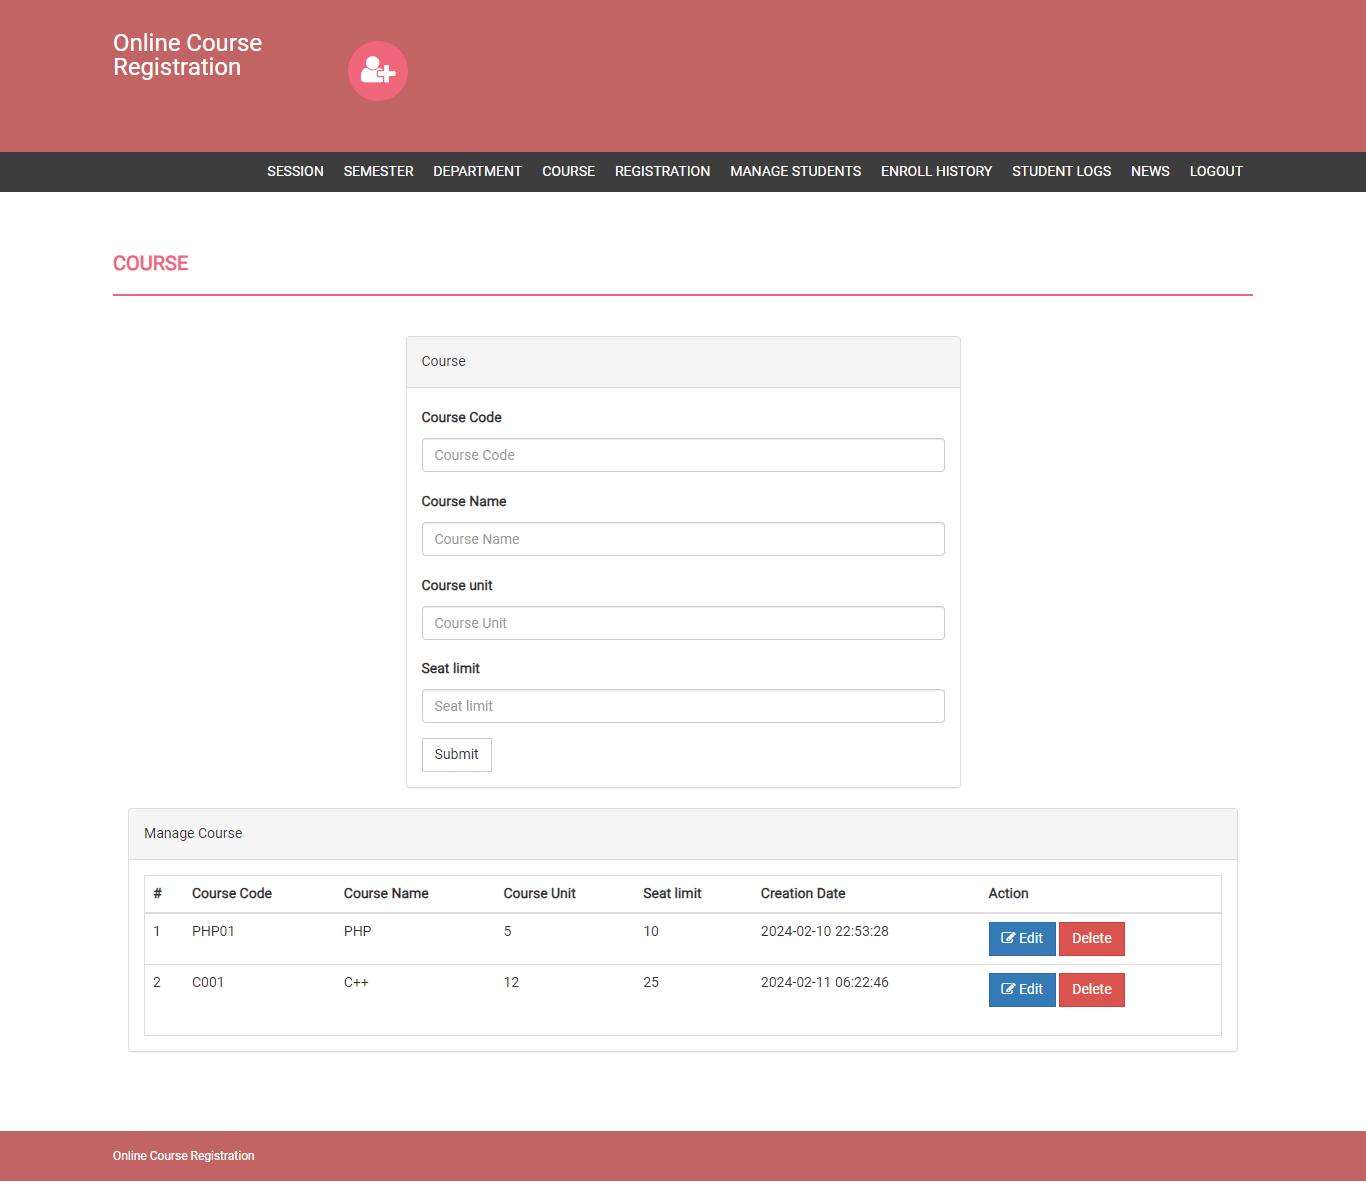 Online Course
Registration
SESSION SEMESTER DEPARTMENT COURSE REGISTRATION MANAGE STUDENTS ENROLL HISTORY STUDENT LOGS NEWS LOGOUT
COURSE
Course
Course Code
Course Code
Course Name
Course Name
Course unit
Course Unit
Seat limit
Seat limit
Submit
Manage Course
# Course Code Course Name Course Unit Seat limit Creation Date Action
1 PHP01 PHP 5 10 2024-02-10 22:53:28 Edit Delete
2 C001 C++ 12 25 2024-02-11 06:22:46 Edit Delete
Online Course Registration